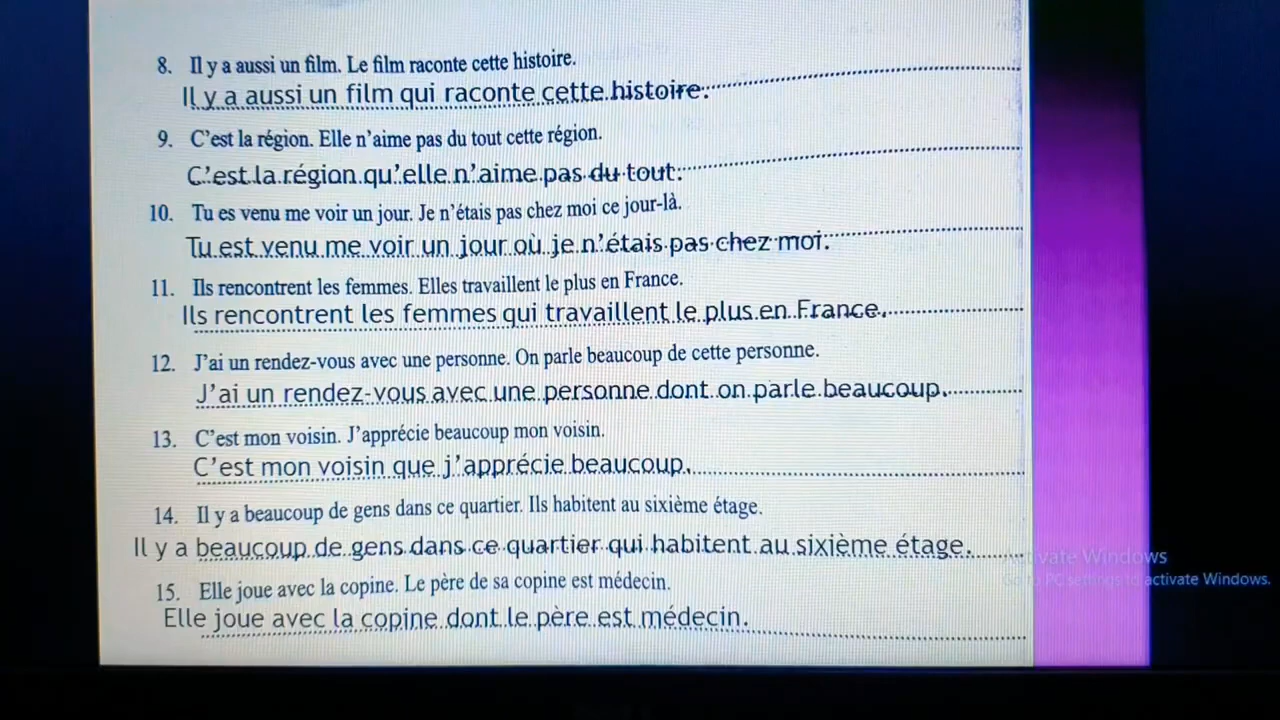 8. Il y a aussi un film. Le film raconte cette histoire.
Il y a aussi un film qui raconte cette histoire.
9. C'est la région. Elle n'aime pas du tout cette région.
C'est la région qu'elle n'aime pas du tout.
10. Tu es venu me voir un jour. Je n'étais pas chez moi ce jour-là.
Tu est venu me voir un jour où je n'étais pas chez moi.
11. Ils rencontrent les femmes. Elles travaillent le plus en France.
Ils rencontrent les femmes qui travaillent le plus en France.
12. J'ai un rendez-vous avec une personne. On parle beaucoup de cette personne.
J'ai un rendez-vous avec une personne dont on parle beaucoup.
13. C'est mon voisin. J'apprécie beaucoup mon voisin.
C'est mon voisin que j'apprécie beaucoup.
14. Il y a beaucoup de gens dans ce quartier. Ils habitent au sixième étage.
Il y a beaucoup de gens dans ce quartier qui habitent au sixième étage.
15. Elle joue avec la copine. Le père de sa copine est médecin.
Elle joue avec la copine dont le père est médecin.
Activate Windows
Go to PC settings to activate Windows.